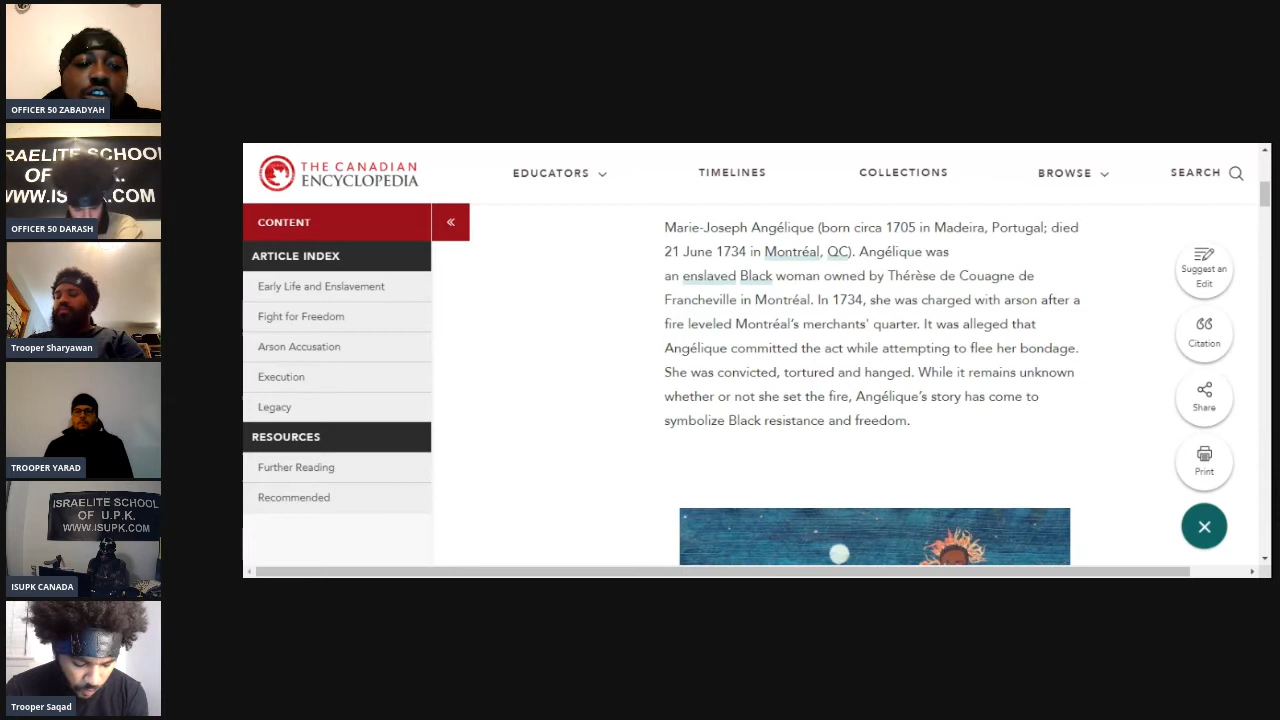 OFFICER 50 ZABADYAH
RAELITE SCHOOL
OF U.P.K.
WWW.IS .COM
OFFICER 50 DARASH
Trooper Sharyawan
TROOPER YARAD
ISRAELITE SCHOOL
OF U.P.K.
WWW.ISUPK.COM
ISUPK CANADA
Trooper Saqad
THE CANADIAN
ENCYCLOPEDIA
EDUCATORS
TIMELINES
COLLECTIONS
BROWSE
SEARCH
CONTENT
«
ARTICLE INDEX
Early Life and Enslavement
Fight for Freedom
Arson Accusation
Execution
Legacy
RESOURCES
Further Reading
Recommended
Marie-Joseph Angélique (born circa 1705 in Madeira, Portugal; died
21 June 1734 in Montréal, QC). Angélique was
an enslaved Black woman owned by Thérèse de Couagne de
Francheville in Montréal. In 1734, she was charged with arson after a
fire leveled Montréal’s merchants' quarter. It was alleged that
Angélique committed the act while attempting to flee her bondage.
She was convicted, tortured and hanged. While it remains unknown
whether or not she set the fire, Angélique’s story has come to
symbolize Black resistance and freedom.
Suggest an
Edit
Citation
Share
Print